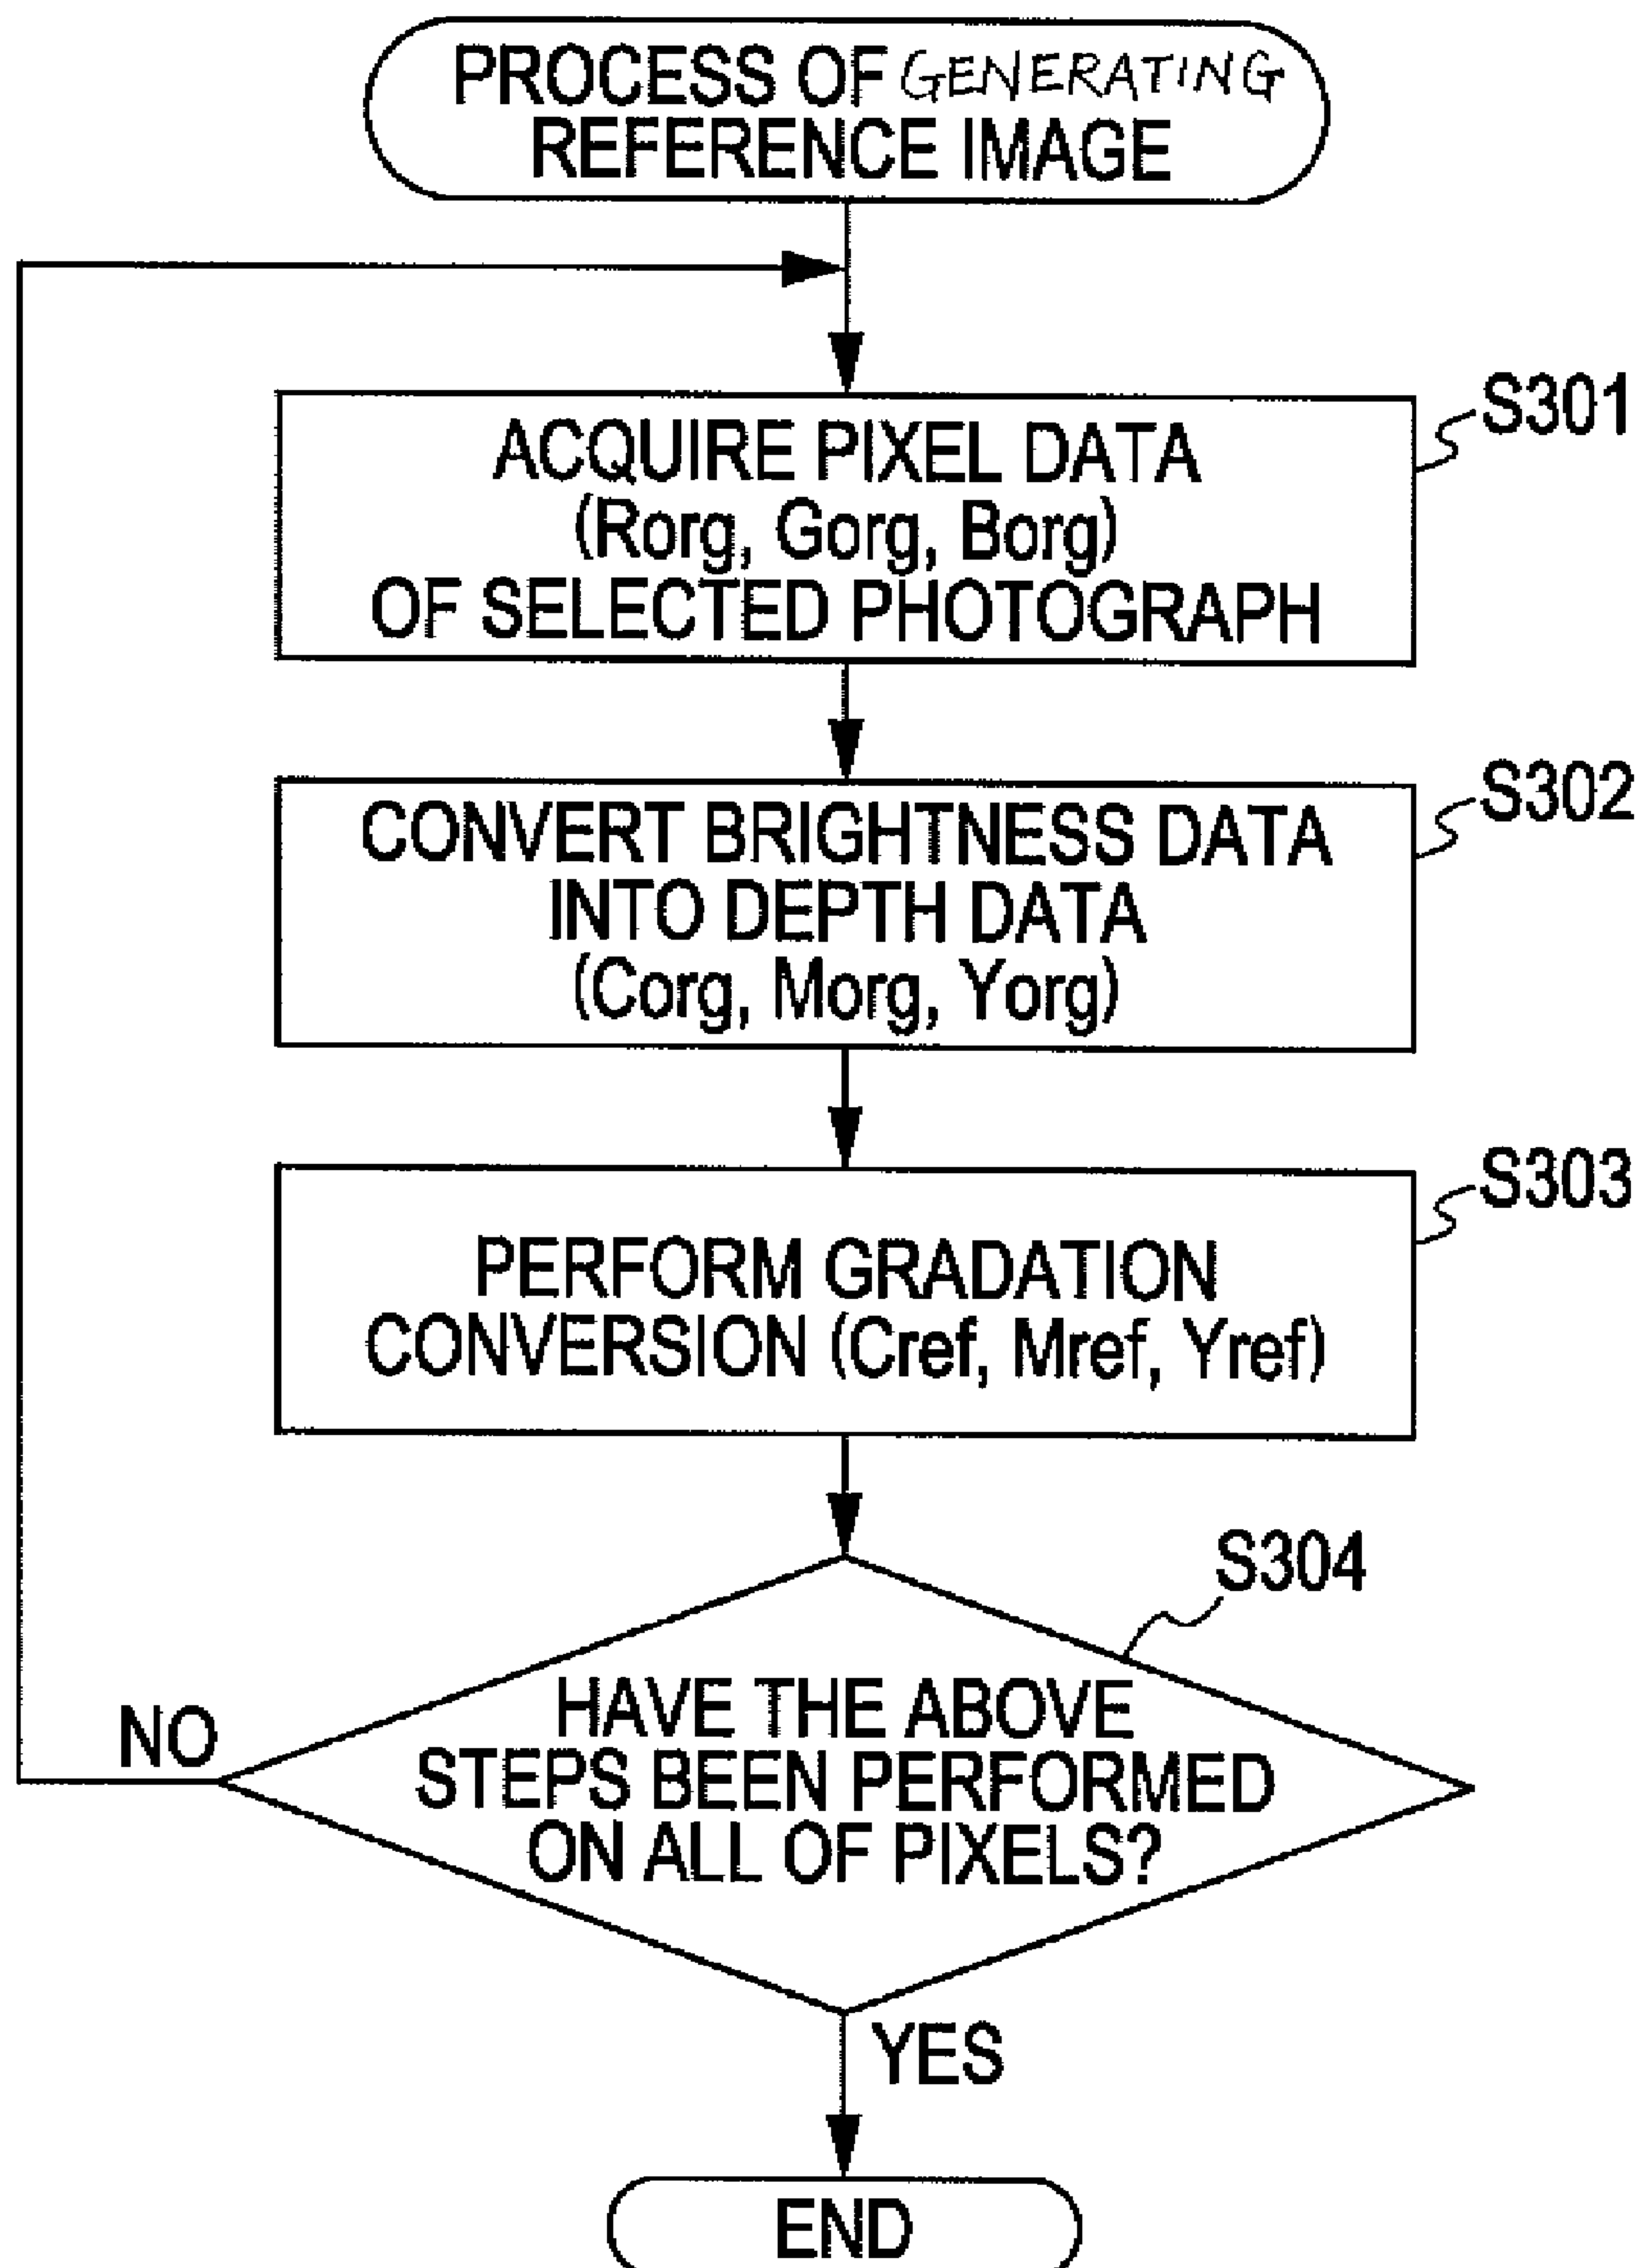 PROCESS OF GENERATING
REFERENCE IMAGE
S301
ACQUIRE PIXEL DATA
(Rorg, Gorg, Borg)
OF SELECTED PHOTOGRAPH
S302
CONVERT BRIGHTNESS DATA
INTO DEPTH DATA
(Corg, Morg, Yorg)
S303
PERFORM GRADATION
CONVERSION (Cref, Mref, Yref)
S304
HAVE THE ABOVE
STEPS BEEN PERFORMED
ON ALL OF PIXELS?
NO
YES
END